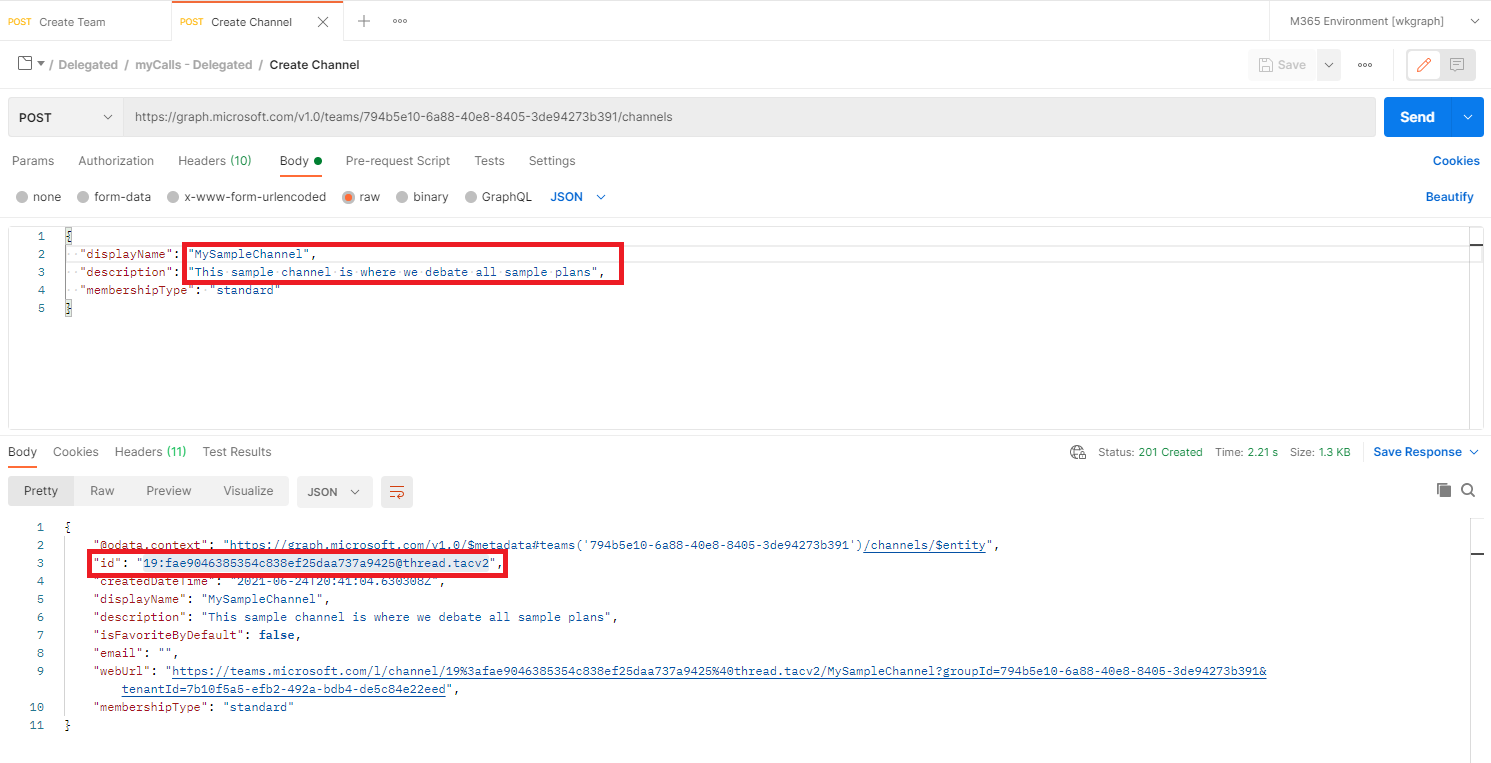 POST Create Team
POST Create Channel
M365 Environment [wkgraph]
/ Delegated / myCalls - Delegated / Create Channel
Save
POST
https://graph.microsoft.com/v1.0/teams/794b5e10-6a88-40e8-8405-3de94273b391/channels
Send
Params Authorization Headers (10) Body Pre-request Script Tests Settings Cookies
none form-data x-www-form-urlencoded raw binary GraphQL JSON Beautify
1 {
2 "displayName": "MySampleChannel",
3 "description": "This sample channel is where we debate all sample plans",
4 "membershipType": "standard"
5 }
Body Cookies Headers (11) Test Results Status: 201 Created Time: 2.21 s Size: 1.3 KB Save Response
Pretty Raw Preview Visualize JSON
1 {
2 "@odata.context": "https://graph.microsoft.com/v1.0/$metadata#teams('794b5e10-6a88-40e8-8405-3de94273b391')/channels/$entity",
3 "id": "19:fae9046385354c838ef25daa737a9425@thread.tacv2",
4 "createdDateTime": "2021-06-24T20:41:04.630308Z",
5 "displayName": "MySampleChannel",
6 "description": "This sample channel is where we debate all sample plans",
7 "isFavoriteByDefault": false,
8 "email": "",
9 "webUrl": "https://teams.microsoft.com/l/channel/19%3afae9046385354c838ef25daa737a9425%40thread.tacv2/MySampleChannel?groupId=794b5e10-6a88-40e8-8405-3de94273b391&
tenantId=7b10f5a5-efb2-492a-bdb4-de5c84e22eed",
10 "membershipType": "standard"
11 }